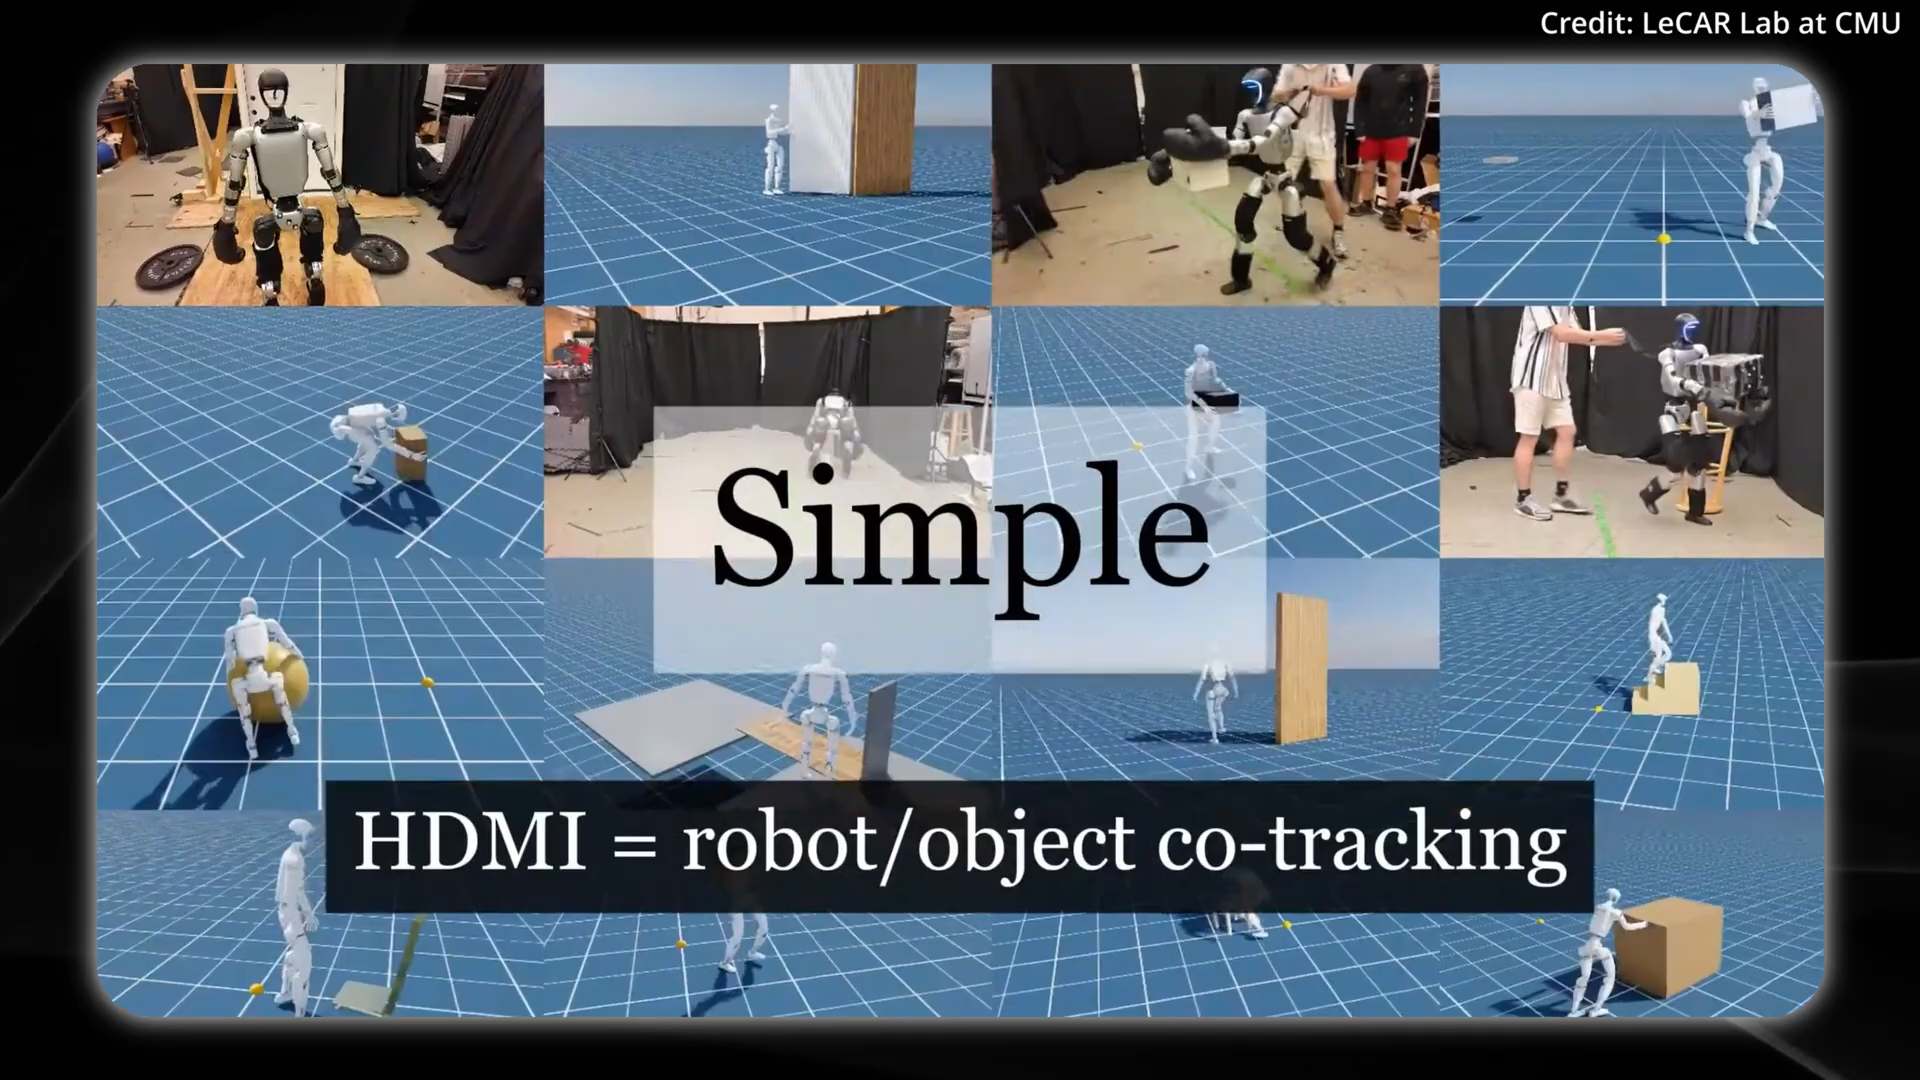 Credit: LeCAR Lab at CMU
Simple
HDMI = robot/object co-tracking